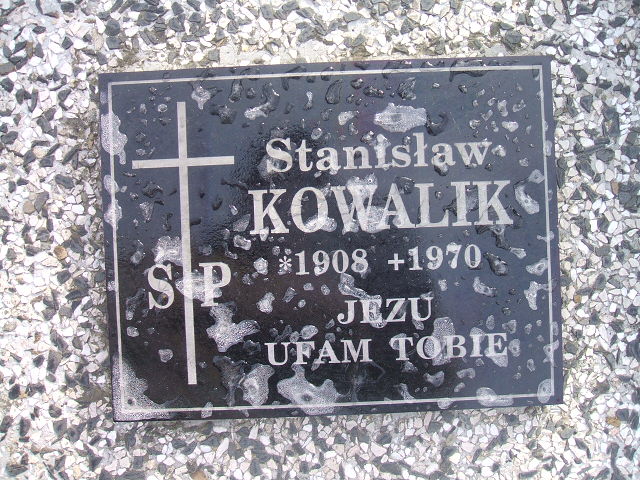 Stanisław
KOWALIK
*1908 +1970
S P
JEZU
UFAM TOBIE